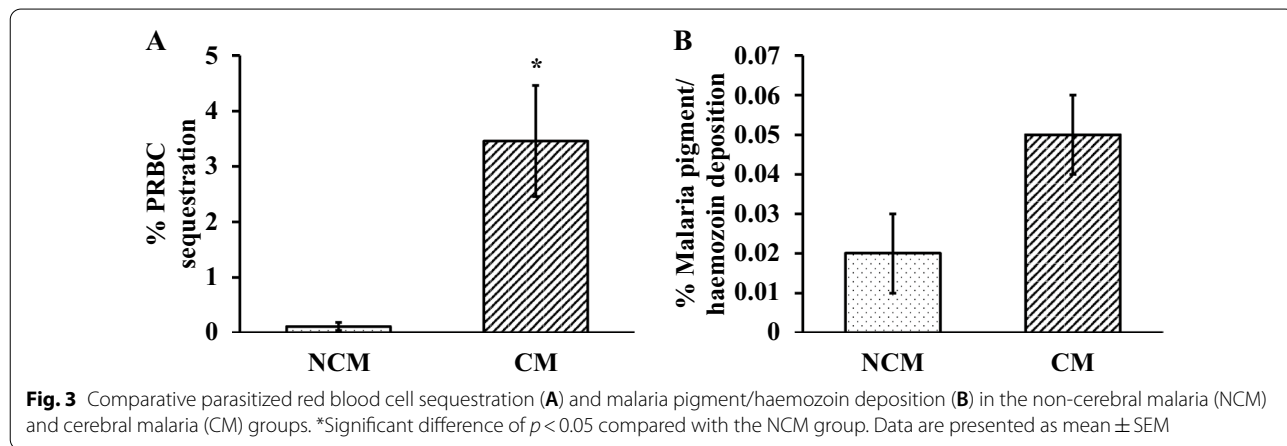 A
B
5
4
3
2
1
0
% PRBC
sequestration
*
NCM
CM
0.07
0.06
0.05
0.04
0.03
0.02
0.01
0
% Malaria pigment/
haemozoin deposition
NCM
CM
Fig. 3 Comparative parasitized red blood cell sequestration (A) and malaria pigment/haemozoin deposition (B) in the non-cerebral malaria (NCM)
and cerebral malaria (CM) groups. *Significant difference of p < 0.05 compared with the NCM group. Data are presented as mean ± SEM